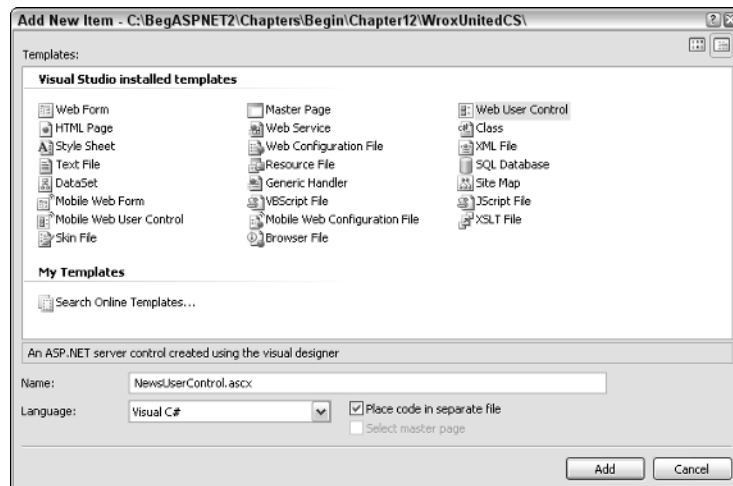 Add New Item - C:\BegASPNET2\Chapters\Begin\Chapter12\WroxUnitedCS\
Templates:
Visual Studio installed templates
Web Form Master Page Web User Control
HTML Page Web Service Class
Style Sheet Web Configuration File XML File
Text File Resource File SQL Database
DataSet Generic Handler Site Map
Mobile Web Form VBScript File JScript File
Mobile Web User Control Mobile Web Configuration File XSLT File
Skin File Browser File
My Templates
Search Online Templates...
An ASP.NET server control created using the visual designer
Name: NewsUserControl.ascx
Language: Visual C# Place code in separate file
Select master page
Add Cancel